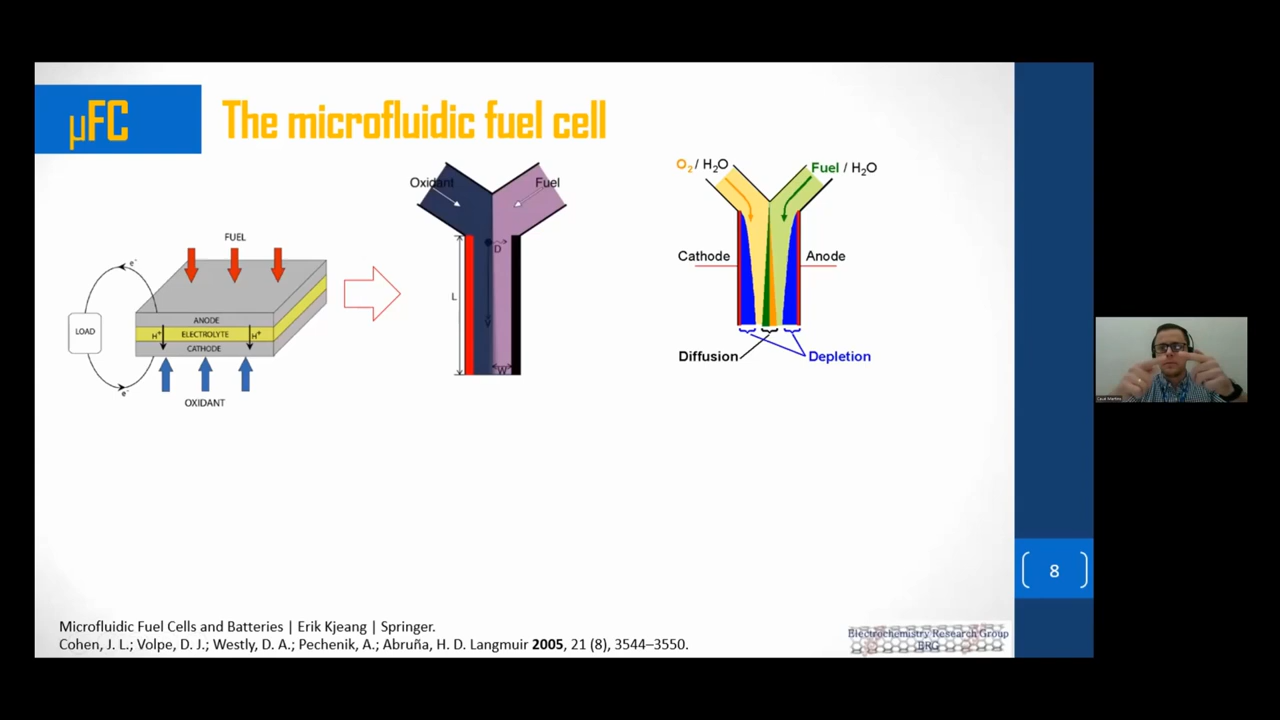 μFC
The microfluidic fuel cell
FUEL
e-
LOAD
ANODE
H+ ELECTROLYTE H+
CATHODE
e-
OXIDANT
Oxidant
Fuel
D
L
V
W
O2 / H2O
Fuel / H2O
Cathode
Anode
Diffusion
Depletion
8
Microfluidic Fuel Cells and Batteries | Erik Kjeang | Springer.
Cohen, J. L.; Volpe, D. J.; Westly, D. A.; Pechenik, A.; Abruña, H. D. Langmuir 2005, 21 (8), 3544–3550.
Electrochemistry Research Group
ERG